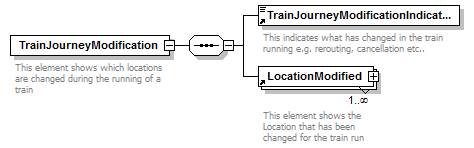 TrainJourneyModification
This element shows which locations
are changed during the running of a
train
TrainJourneyModificationIndicat...
This indicates what has changed in the train
running e.g. rerouting, cancellation etc..
LocationModified
1..∞
This element shows the
Location that has been
changed for the train run